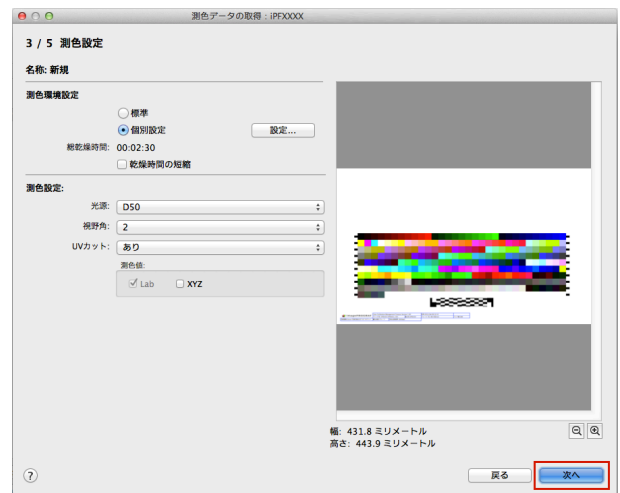 測色データの取得：iPFXXXX
3 / 5 測色設定
名称: 新規
測色環境設定
標準
個別設定
設定...
総乾燥時間: 00:02:30
乾燥時間の短縮
測色設定:
光源: D50
視野角: 2
UVカット: あり
測色値:
Lab XYZ
幅: 431.8 ミリメートル
高さ: 443.9 ミリメートル
? 戻る 次へ